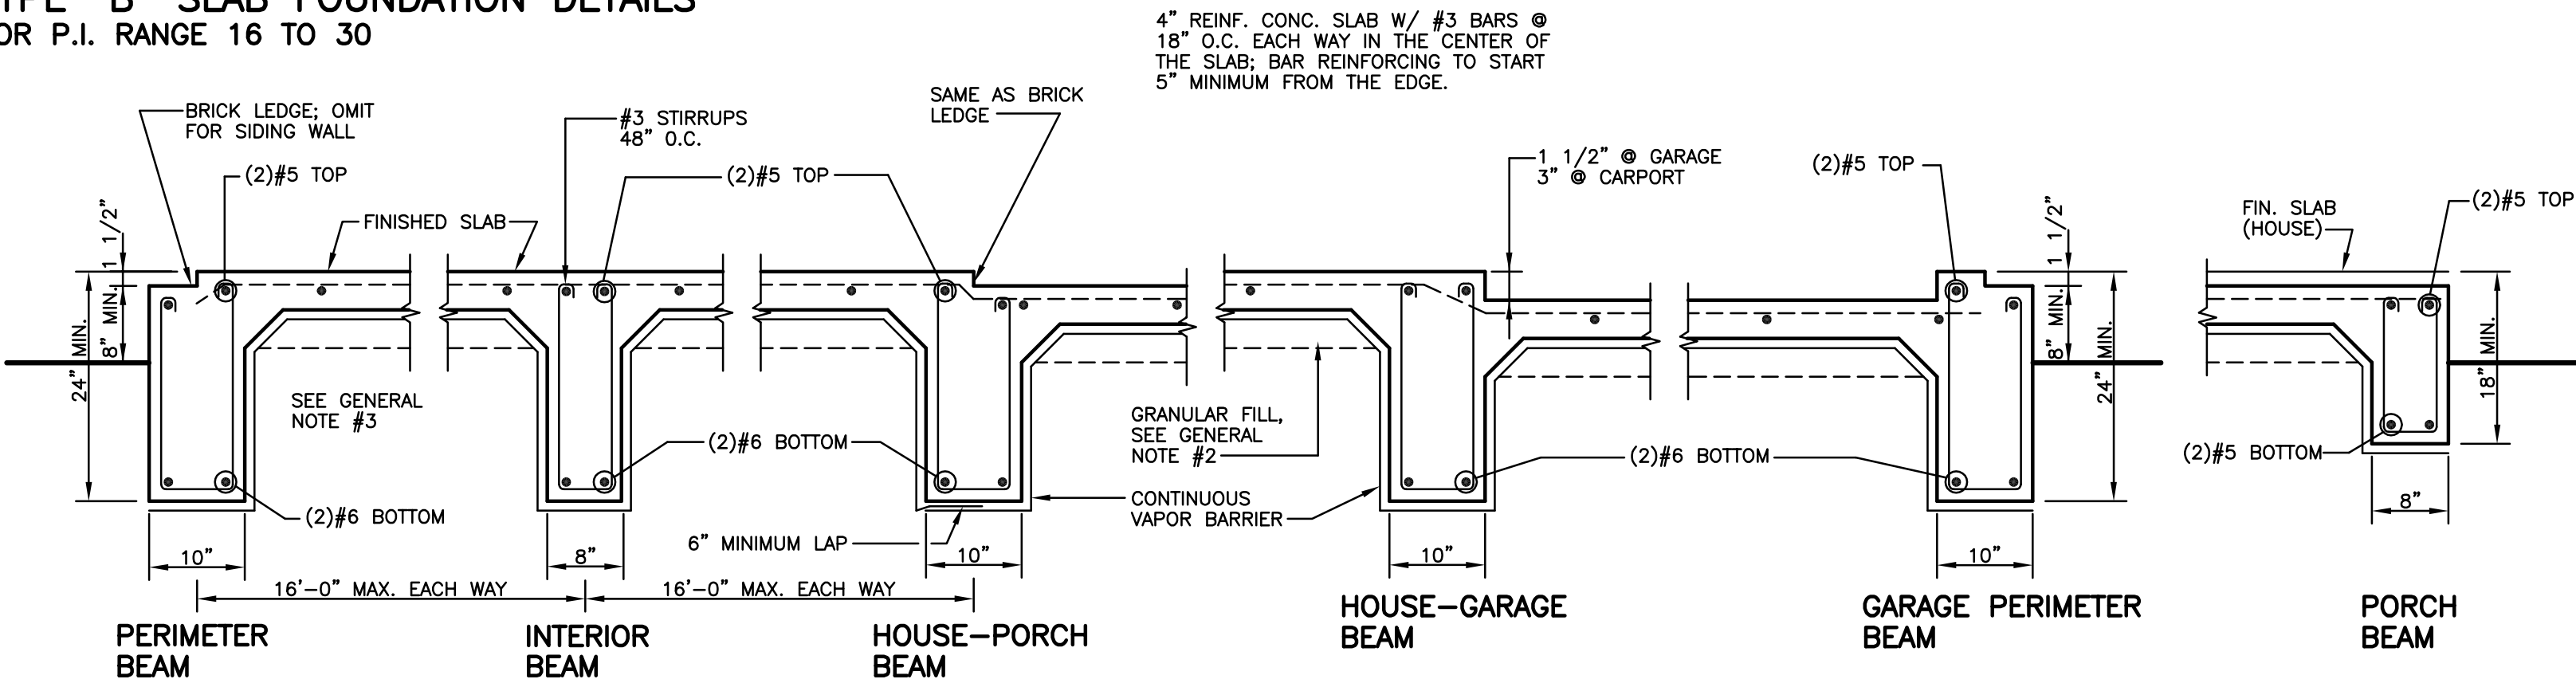 "B" SLAB FOUNDATION DETAILS
P.I. RANGE 16 TO 30
4" REINF. CONC. SLAB W/ #3 BARS @
18" O.C. EACH WAY IN THE CENTER OF
THE SLAB; BAR REINFORCING TO START
5" MINIMUM FROM THE EDGE.
BRICK LEDGE; OMIT
FOR SIDING WALL
(2)#5 TOP
FINISHED SLAB
#3 STIRRUPS
48" O.C.
(2)#5 TOP
SAME AS BRICK
LEDGE
1 1/2" @ GARAGE
3" @ CARPORT
(2)#5 TOP
FIN. SLAB
(HOUSE)
(2)#5 TOP
1 1/2"
8" MIN.
24" MIN.
1 1/2"
8" MIN.
24" MIN.
18" MIN.
SEE GENERAL
NOTE #3
(2)#6 BOTTOM
(2)#6 BOTTOM
GRANULAR FILL,
SEE GENERAL
NOTE #2
CONTINUOUS
VAPOR BARRIER
(2)#6 BOTTOM
(2)#5 BOTTOM
6" MINIMUM LAP
10"
8"
10"
10"
10"
8"
16'-0" MAX. EACH WAY
16'-0" MAX. EACH WAY
PERIMETER
BEAM
INTERIOR
BEAM
HOUSE-PORCH
BEAM
HOUSE-GARAGE
BEAM
GARAGE PERIMETER
BEAM
PORCH
BEAM